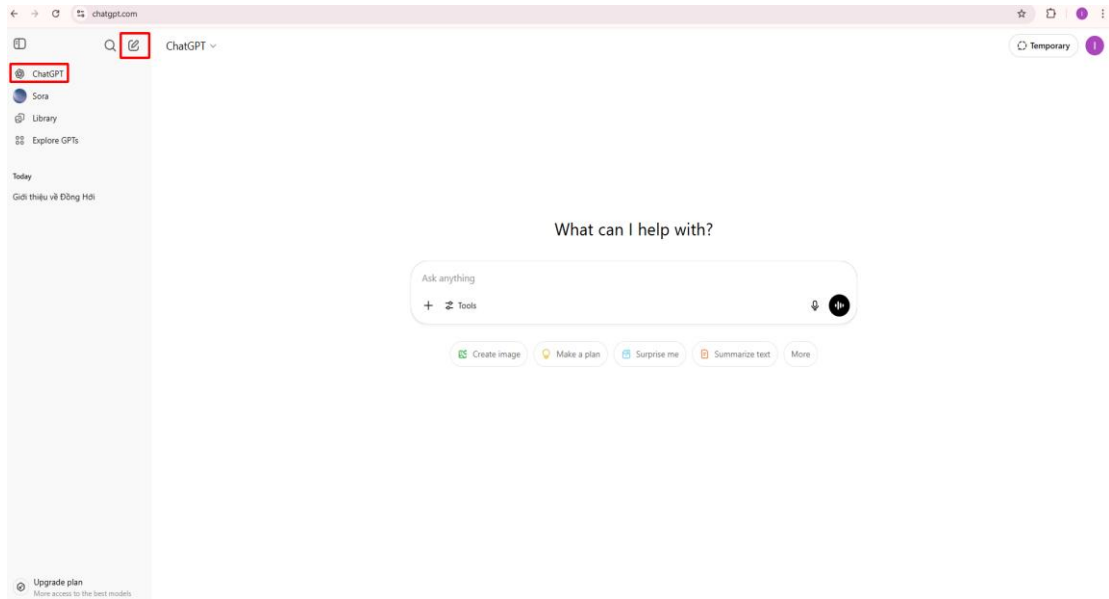 chatgpt.com
ChatGPT
Temporary
I
ChatGPT
Sora
Library
Explore GPTs
Today
Giới thiệu về Đồng Hới
What can I help with?
Ask anything
Tools
Create image
Make a plan
Surprise me
Summarize text
More
Upgrade plan
More access to the best models